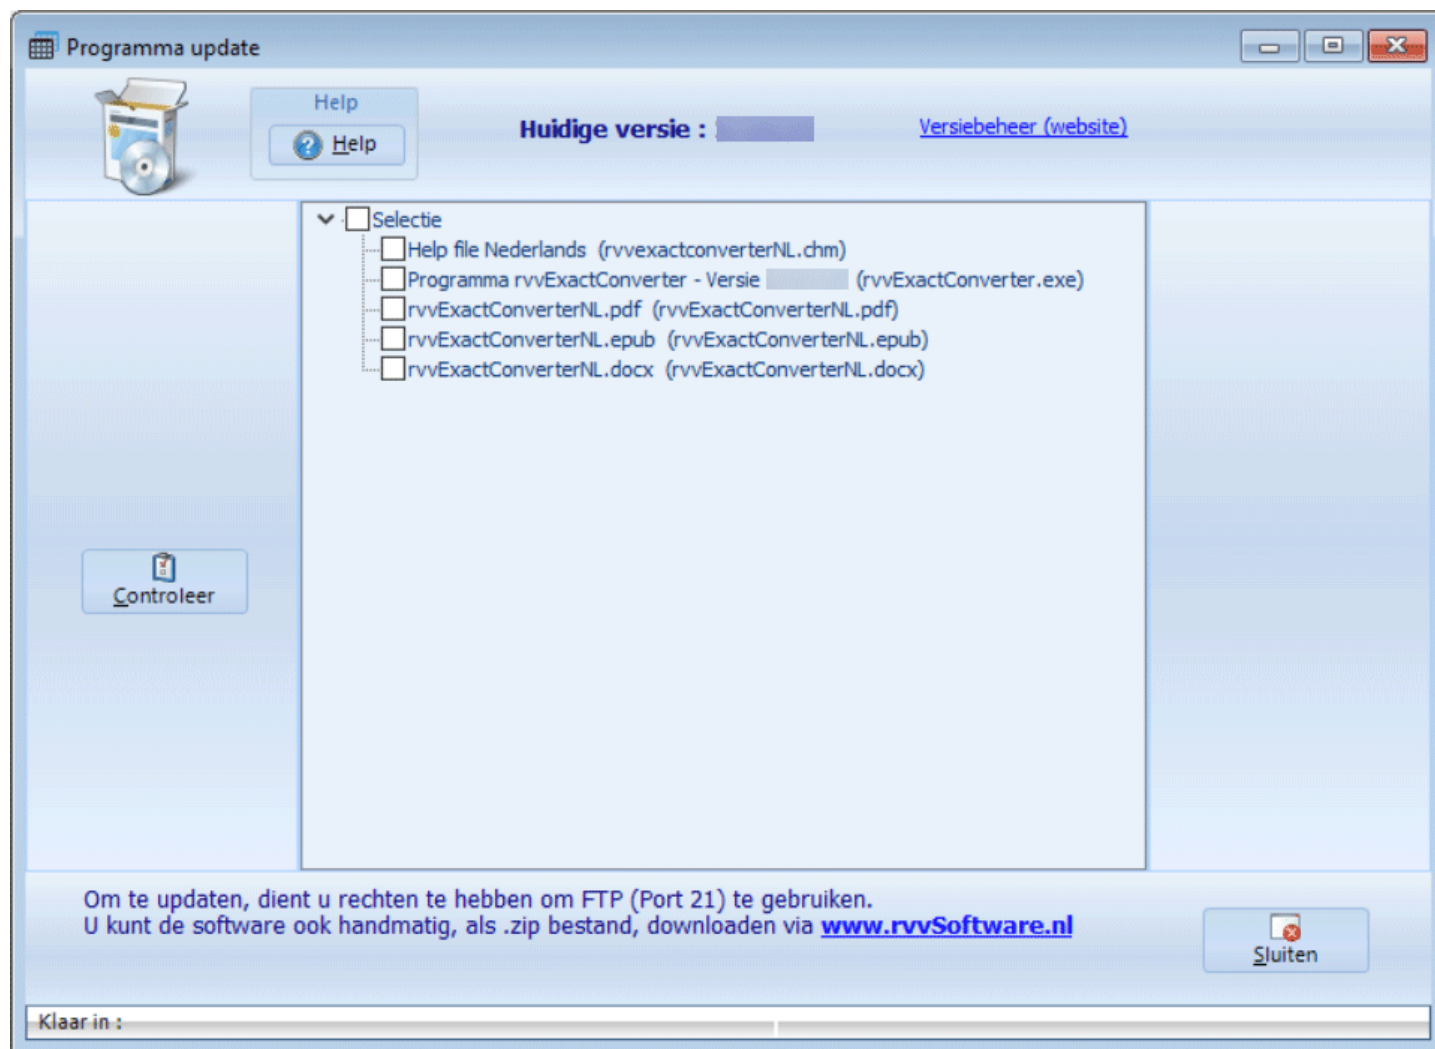 Programma update
Help
Help
Huidige versie :
Versiebeheer (website)
Selectie
Help file Nederlands (rvvexactconverterNL.chm)
Programma rvvExactConverter - Versie (rvvExactConverter.exe)
rvvExactConverterNL.pdf (rvvExactConverterNL.pdf)
rvvExactConverterNL.epub (rvvExactConverterNL.epub)
rvvExactConverterNL.docx (rvvExactConverterNL.docx)
Controleer
Om te updaten, dient u rechten te hebben om FTP (Port 21) te gebruiken.
U kunt de software ook handmatig, als .zip bestand, downloaden via www.rvvSoftware.nl
Sluiten
Klaar in :